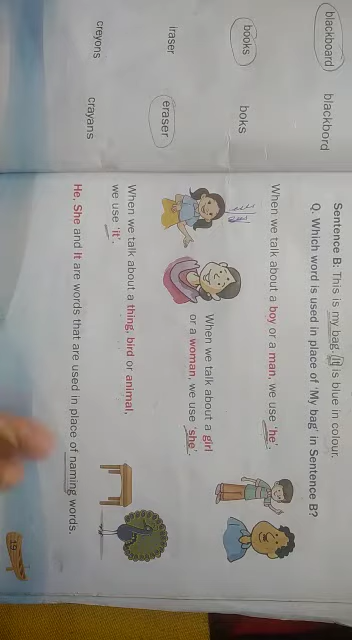 blackboard blackbord
books boks
iraser eraser
creyons crayans
Sentence B: This is my bag. It is blue in colour.
Q. Which word is used in place of 'My bag' in Sentence B?
When we talk about a boy or a man, we use 'he'.
When we talk about a girl
or a woman, we use 'she'.
When we talk about a thing, bird or animal,
we use 'it'.
He, She and It are words that are used in place of naming words.